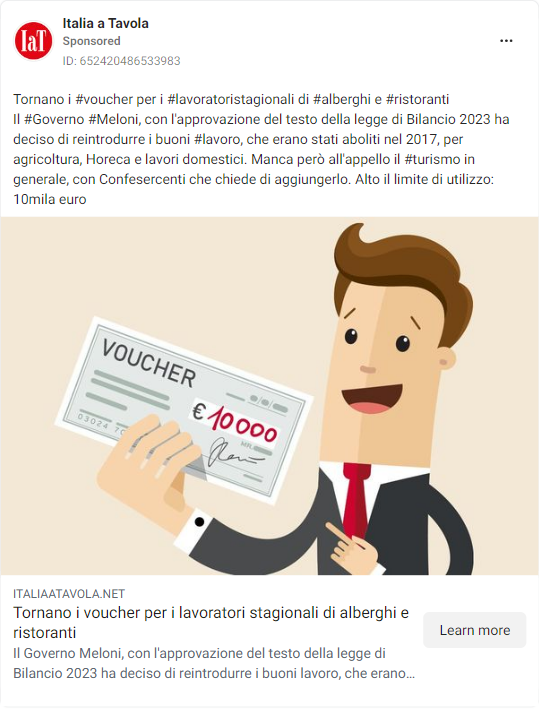 IaT
Italia a Tavola
Sponsored
ID: 652420486533983
Tornano i #voucher per i #lavoratoristagionali di #alberghi e #ristoranti
Il #Governo #Meloni, con l'approvazione del testo della legge di Bilancio 2023 ha
deciso di reintrodurre i buoni #lavoro, che erano stati aboliti nel 2017, per
agricoltura, Horeca e lavori domestici. Manca però all'appello il #turismo in
generale, con Confesercenti che chiede di aggiungerlo. Alto il limite di utilizzo:
10mila euro
VOUCHER
€ 10 000
03024
ITALIAATAVOLA.NET
Tornano i voucher per i lavoratori stagionali di alberghi e
ristoranti
Il Governo Meloni, con l'approvazione del testo della legge di
Bilancio 2023 ha deciso di reintrodurre i buoni lavoro, che erano...
Learn more